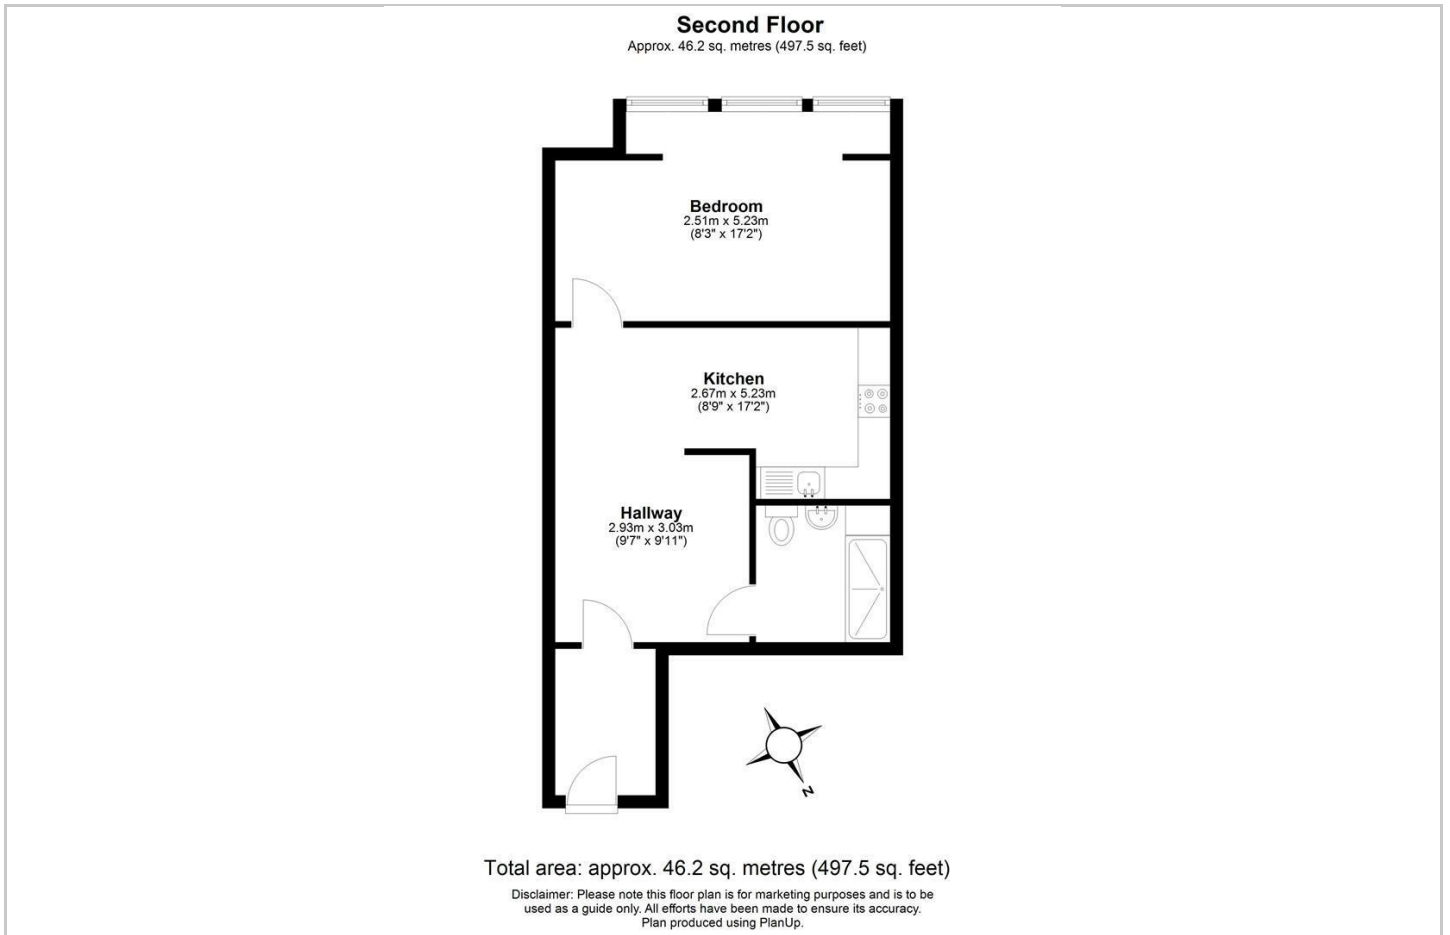 Second Floor
Approx. 46.2 sq. metres (497.5 sq. feet)
Bedroom
2.51m x 5.23m
(8'3" x 17'2")
Kitchen
2.67m x 5.23m
(8'9" x 17'2")
Hallway
2.93m x 3.03m
(9'7" x 9'11")
N
Total area: approx. 46.2 sq. metres (497.5 sq. feet)
Disclaimer: Please note this floor plan is for marketing purposes and is to be
used as a guide only. All efforts have been made to ensure its accuracy.
Plan produced using PlanUp.